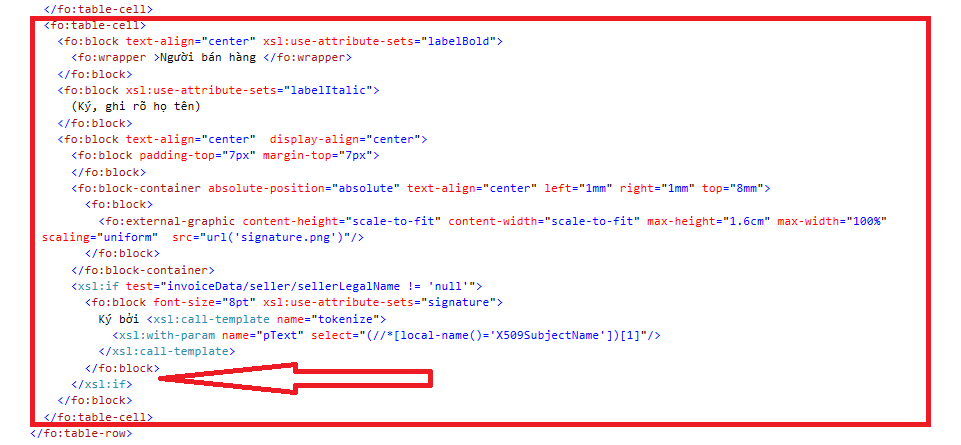 </fo:table-cell>
<fo:table-cell>
<fo:block text-align="center" xsl:use-attribute-sets="labelBold">
<fo:wrapper >Người bán hàng </fo:wrapper>
</fo:block>
<fo:block xsl:use-attribute-sets="labelItalic">
(Ký, ghi rõ họ tên)
</fo:block>
<fo:block text-align="center"  display-align="center">
<fo:block padding-top="7px" margin-top="7px">
</fo:block>
<fo:block-container absolute-position="absolute" text-align="center" left="1mm" right="1mm" top="8mm">
<fo:block>
<fo:external-graphic content-height="scale-to-fit" content-width="scale-to-fit" max-height="1.6cm" max-width="100%"
scaling="uniform"  src="url('signature.png')"/>
</fo:block>
</fo:block-container>
<xsl:if test="invoiceData/seller/sellerLegalName != 'null'">
<fo:block font-size="8pt" xsl:use-attribute-sets="signature">
Ký bởi <xsl:call-template name="tokenize">
<xsl:with-param name="pText" select="(//*[local-name()='X509SubjectName'])[1]"/>
</xsl:call-template>
</fo:block>
</xsl:if>
</fo:block>
</fo:table-cell>
</fo:table-row>